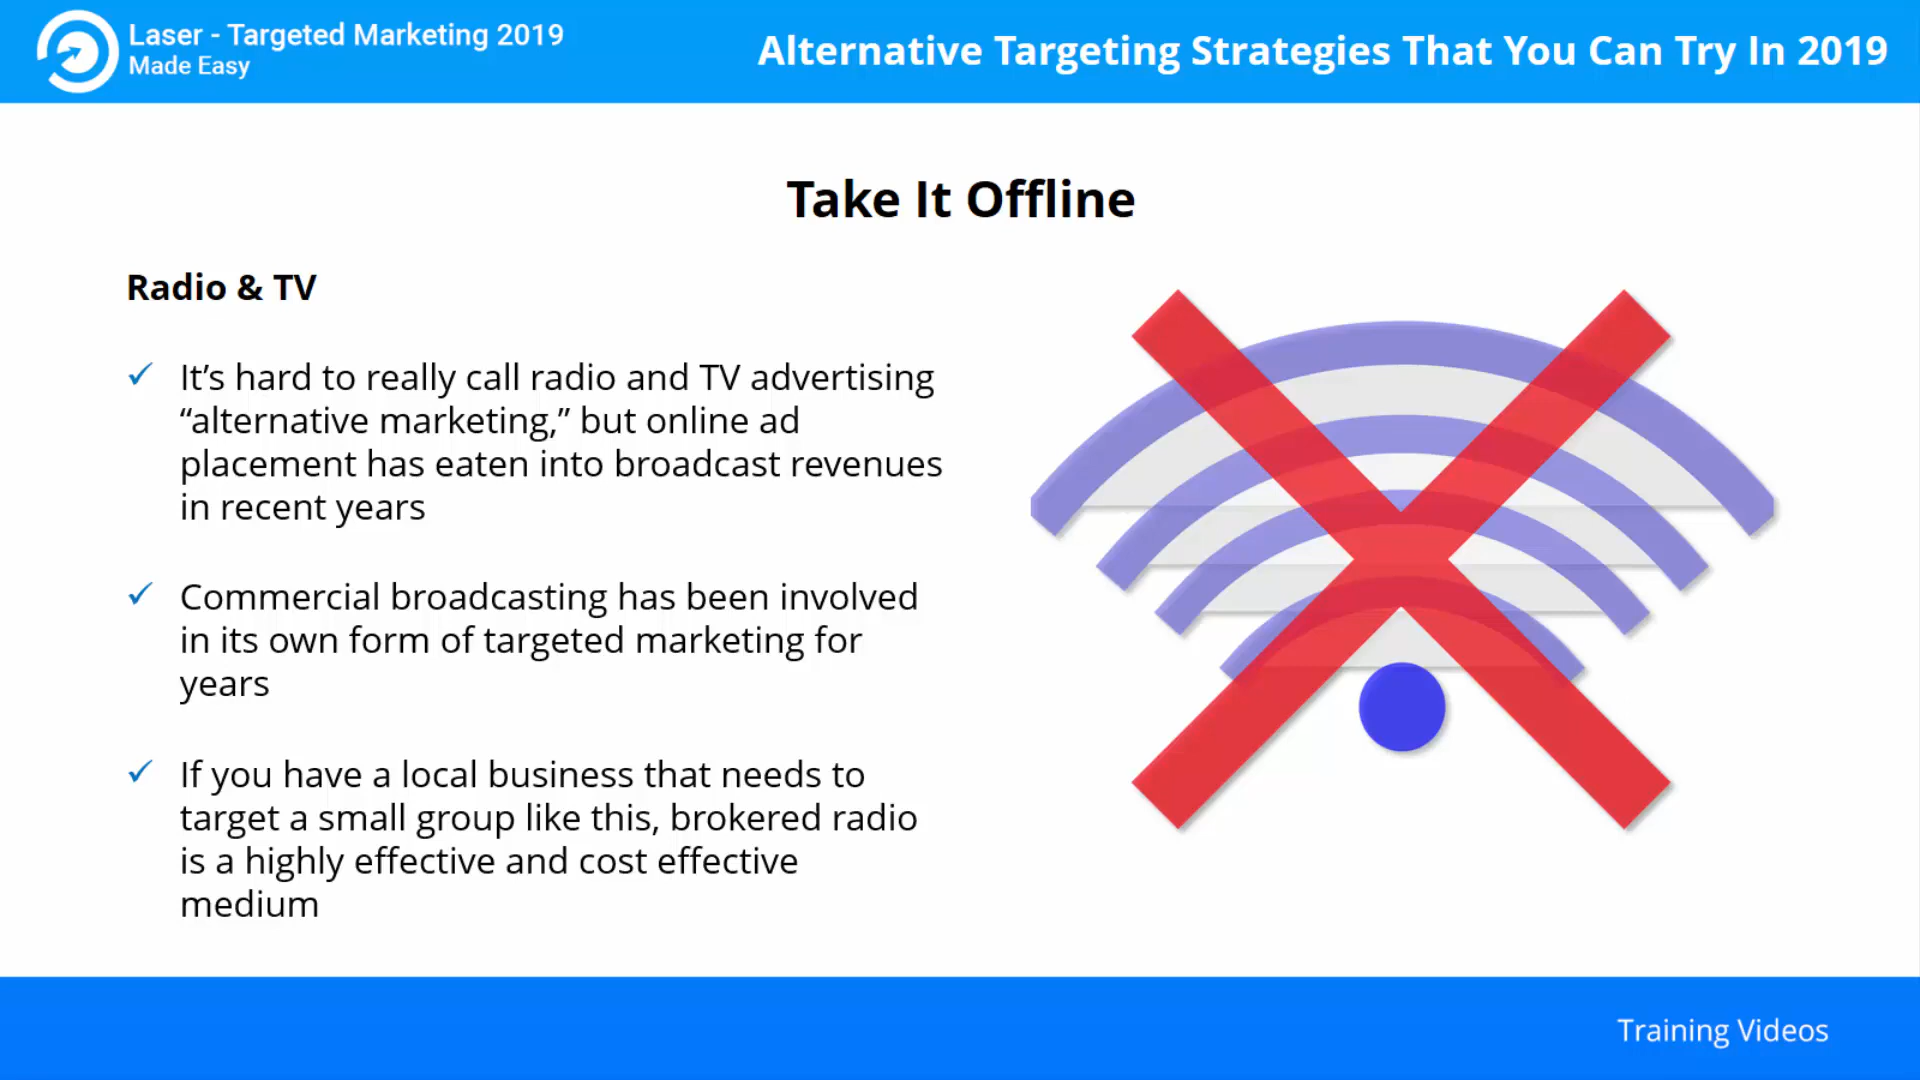 Laser - Targeted Marketing 2019
Made Easy
Alternative Targeting Strategies That You Can Try In 2019
Take It Offline
Radio & TV
It’s hard to really call radio and TV advertising
“alternative marketing,” but online ad
placement has eaten into broadcast revenues
in recent years
Commercial broadcasting has been involved
in its own form of targeted marketing for
years
If you have a local business that needs to
target a small group like this, brokered radio
is a highly effective and cost effective
medium
Training Videos